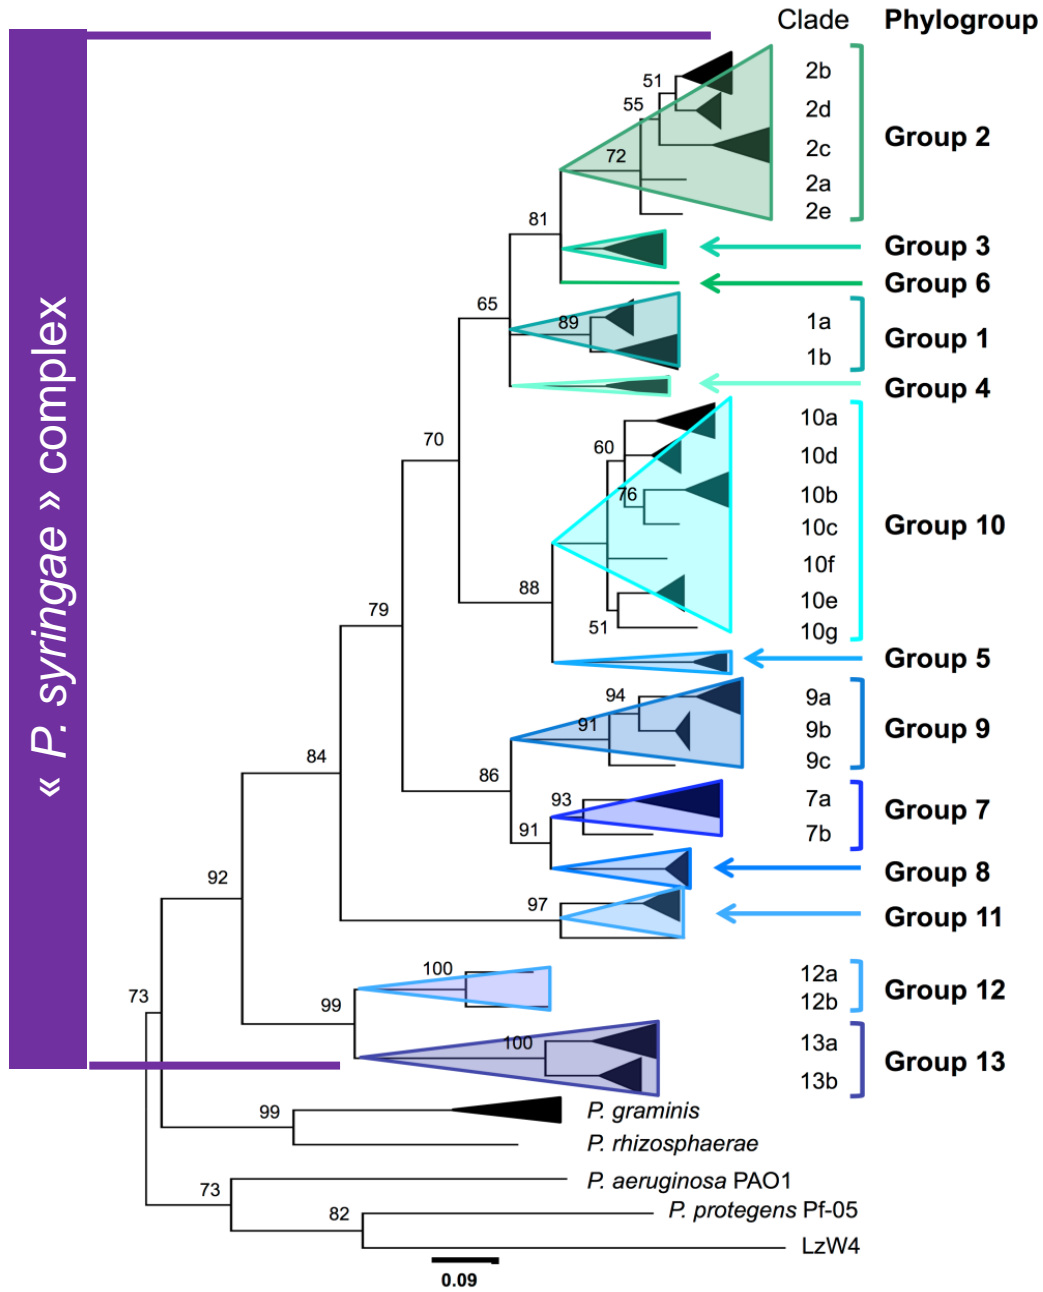 Clade Phylogroup
« P. syringae » complex
2b
51
2d
55
Group 2
2c
72
2a
2e
81
Group 3
Group 6
65
1a
89
Group 1
1b
Group 4
10a
70
60
10d
76
10b
10c
Group 10
10f
88
10e
79
51
10g
Group 5
94
9a
91
9b
Group 9
84
9c
86
93
7a
Group 7
91
7b
Group 8
92
97
Group 11
100
12a
Group 12
73
99
12b
100
13a
Group 13
13b
99
P. graminis
P. rhizosphaerae
73
P. aeruginosa PAO1
82
P. protegens Pf-05
LzW4
0.09